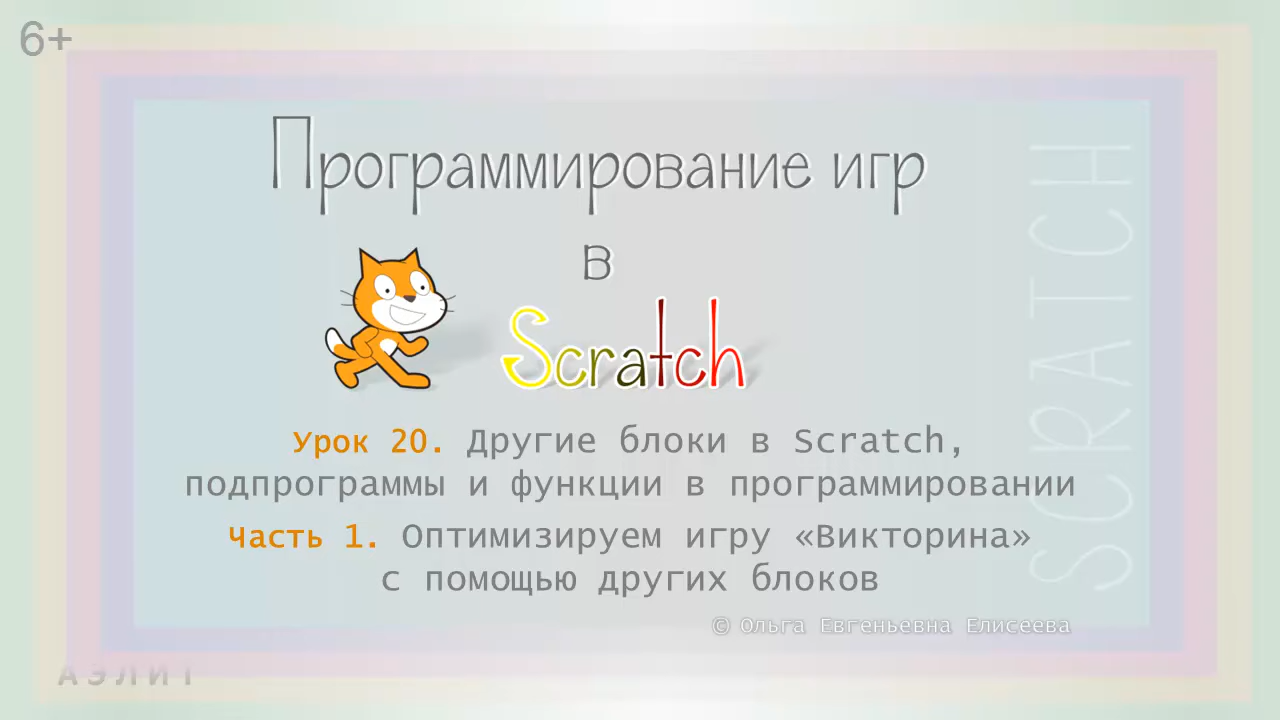 6+
Программирование игр
в
Scratch
SCRATCH
Урок 20. Другие блоки в Scratch,
подпрограммы и функции в программировании
Часть 1. Оптимизируем игру «Викторина»
с помощью других блоков
© Ольга Евгеньевна Елисеева